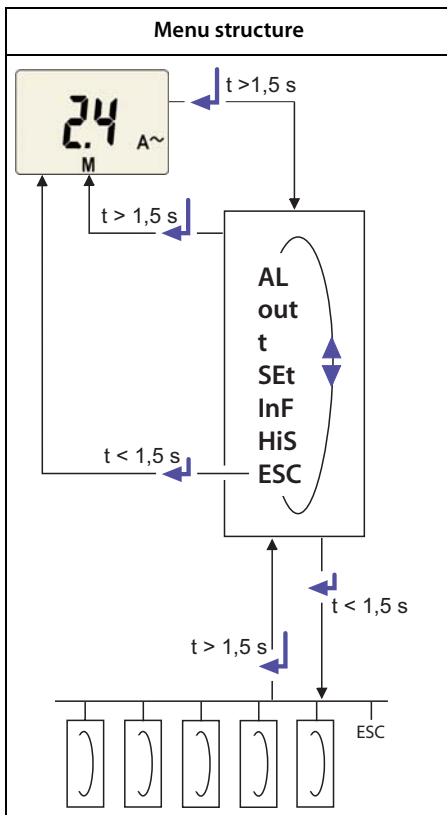 Menu structure
t >1,5 s
2.4
A~
M
t > 1,5 s
AL
out
t
SEt
InF
HiS
ESC
t < 1,5 s
t < 1,5 s
t > 1,5 s
ESC